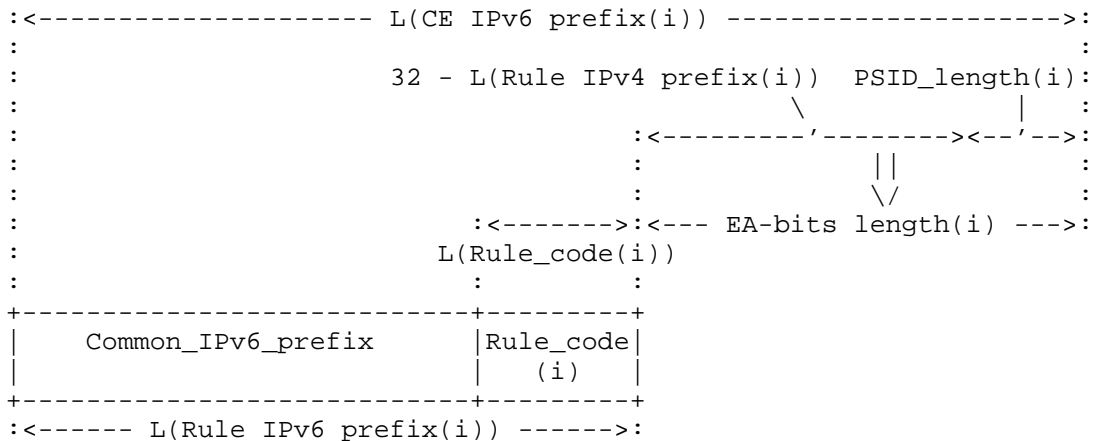 :<--------------------- L(CE IPv6 prefix(i)) --------------------->:
:                                                                  :
:                        32 - L(Rule IPv4 prefix(i))  PSID_length(i):
:                                                 \             |   :
:                                       :<---------'--------><--'-->:
:                                       :              ||           :
:                                       :              \/           :
:                             :<------->:<--- EA-bits length(i) --->:
:                           L(Rule_code(i))
:                             :         :
+-----------------------------+---------+
|     Common_IPv6_prefix      |Rule_code|
|                             |   (i)   |
+-----------------------------+---------+
:<------ L(Rule IPv6 prefix(i)) ------>: